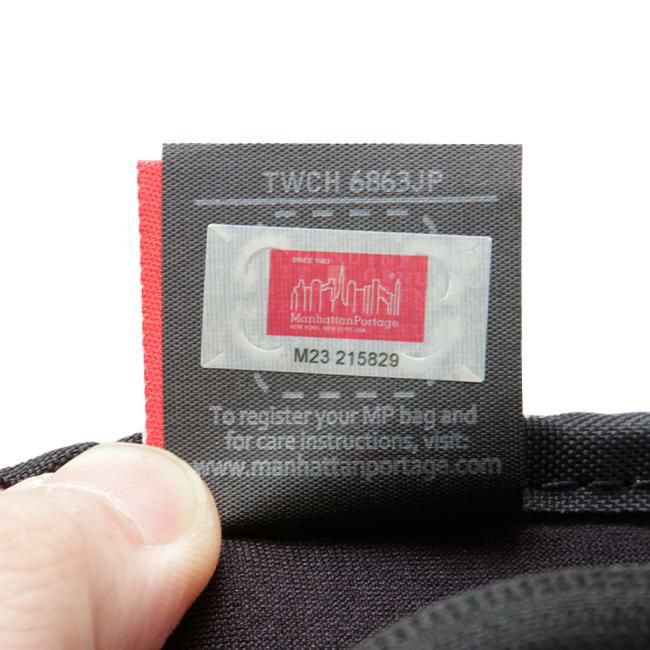 TWCH 6863JP
SINCE 1983
ManhattanPortage
NEW YORK, NEW YORK USA
M23 215829
To register your MP bag and
for care instructions, visit:
www.manhattanportage.com